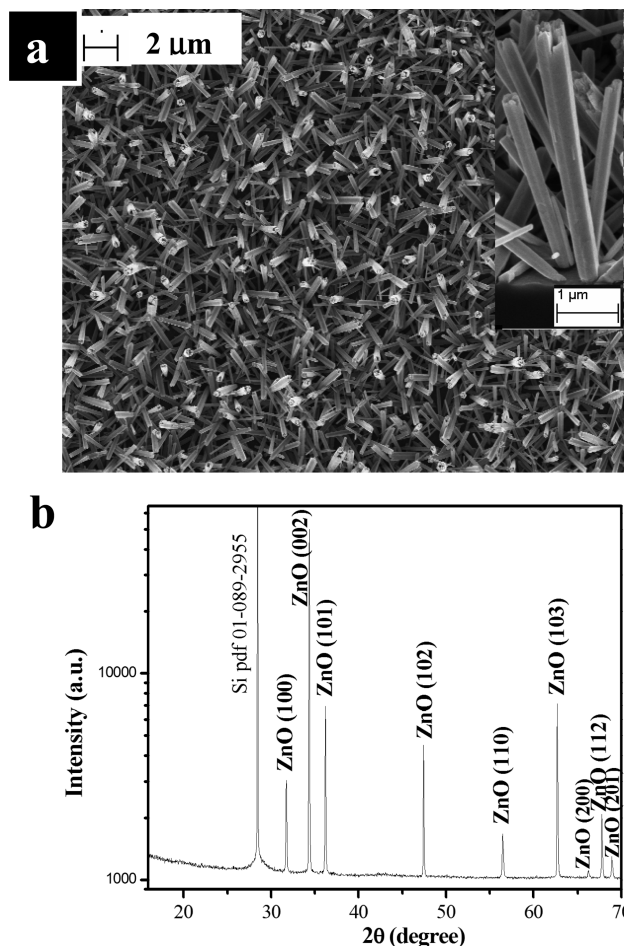 a
2 μm
1 μm
b
Intensity (a.u.)
10000
1000
Si pdf 01-089-2955
ZnO (100)
ZnO (002)
ZnO (101)
ZnO (102)
ZnO (110)
ZnO (103)
ZnO (200)
ZnO (112)
ZnO (201)
20
30
40
50
60
70
2θ (degree)